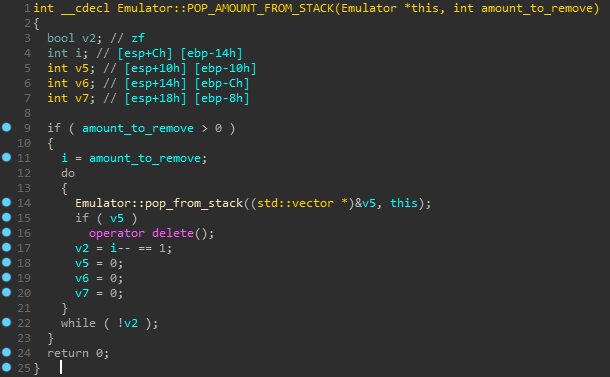 1 int __cdecl Emulator::POP_AMOUNT_FROM_STACK(Emulator *this, int amount_to_remove)
2 {
3   bool v2; // zf
4   int i; // [esp+Ch] [ebp-14h]
5   int v5; // [esp+10h] [ebp-10h]
6   int v6; // [esp+14h] [ebp-Ch]
7   int v7; // [esp+18h] [ebp-8h]
8
9   if ( amount_to_remove > 0 )
10   {
11     i = amount_to_remove;
12     do
13     {
14       Emulator::pop_from_stack((std::vector *)&v5, this);
15       if ( v5 )
16         operator delete();
17       v2 = i-- == 1;
18       v5 = 0;
19       v6 = 0;
20       v7 = 0;
21     }
22     while ( !v2 );
23   }
24   return 0;
25 }